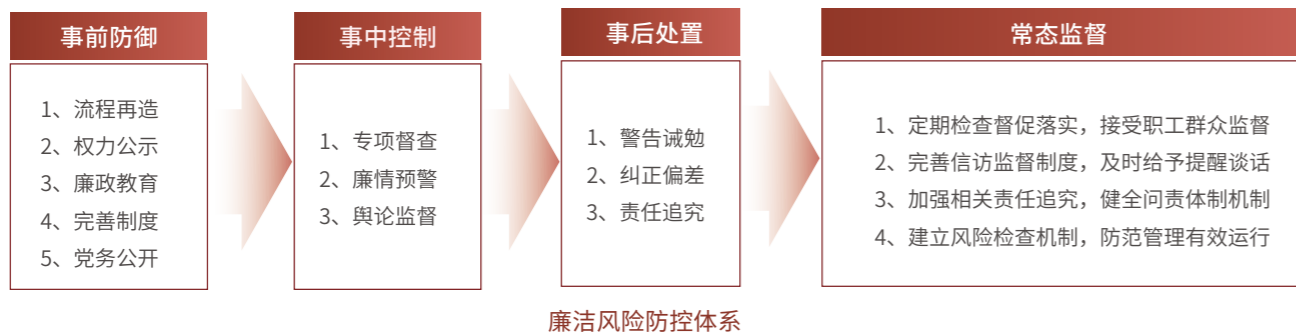 事前防御
1、流程再造
2、权力公示
3、廉政教育
4、完善制度
5、党务公开
事中控制
1、专项督查
2、廉情预警
3、舆论监督
事后处置
1、警告诫勉
2、纠正偏差
3、责任追究
常态监督
1、定期检查督促落实，接受职工群众监督
2、完善信访监督制度，及时给予提醒谈话
3、加强相关责任追究，健全问责体制机制
4、建立风险检查机制，防范管理有效运行
廉洁风险防控体系